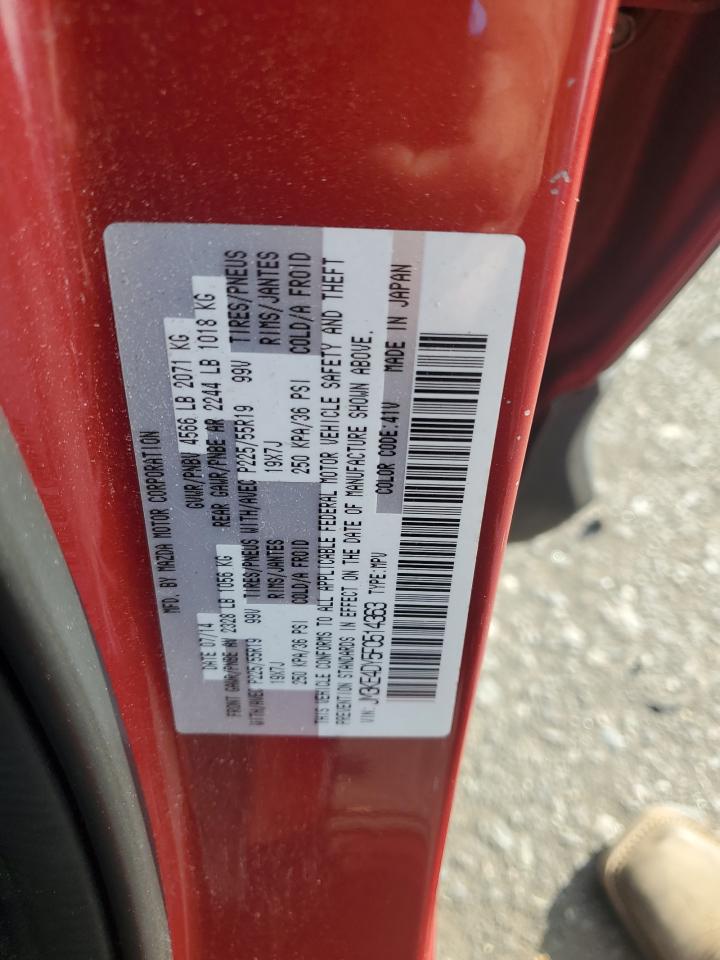 MFD. BY MAZDA MOTOR CORPORATION
DATE 07/14 GVWR/PNBV 4566 LB 2071 KG
FRONT GAWR/PNBE AV 2328 LB 1056 KG REAR GAWR/PNBE AR 2244 LB 1018 KG
WITH/AVEC P225/55R19 99V TIRES/PNEUS WITH/AVEC P225/55R19 99V TIRES/PNEUS
19X7J RIMS/JANTES 19X7J RIMS/JANTES
250 KPA/36 PSI COLD/A FROID 250 KPA/36 PSI COLD/A FROID
THIS VEHICLE CONFORMS TO ALL APPLICABLE FEDERAL MOTOR VEHICLE SAFETY AND THEFT
PREVENTION STANDARDS IN EFFECT ON THE DATE OF MANUFACTURE SHOWN ABOVE.
VIN: JM3KE4DY5F0514363 TYPE:MPV COLOR CODE:41V MADE IN JAPAN